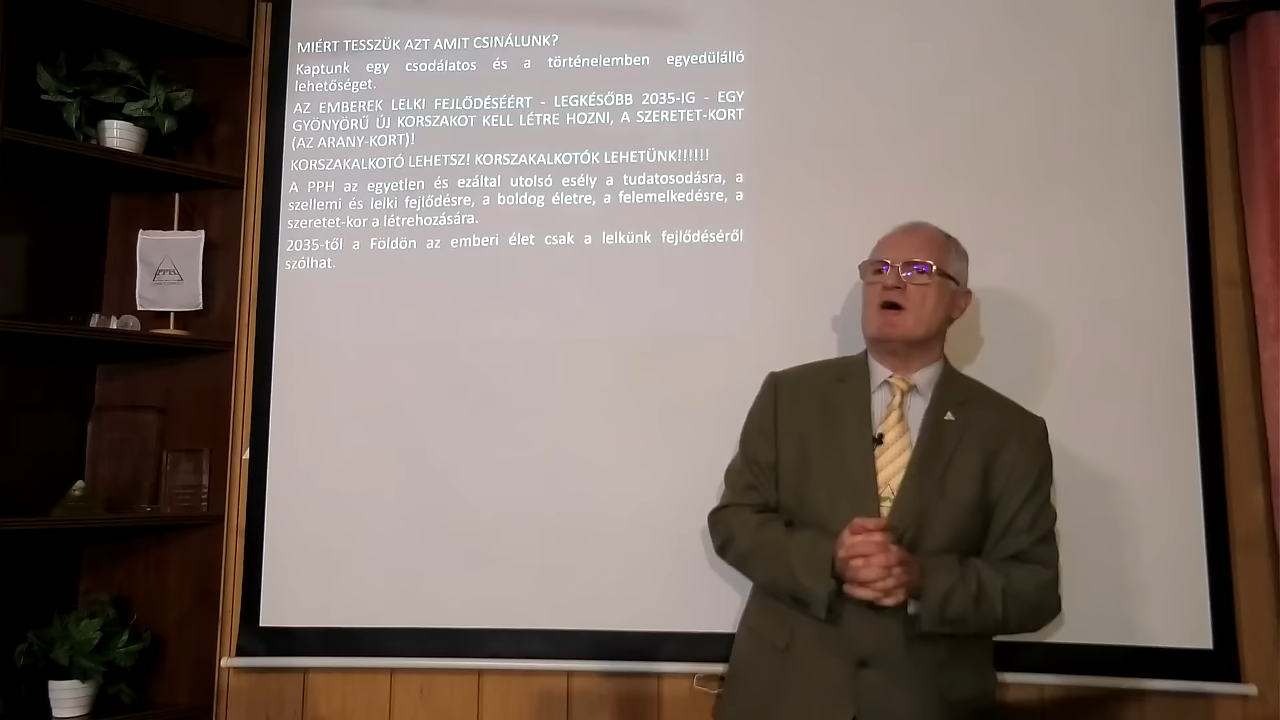 MIÉRT TESSZÜK AZT AMIT CSINÁLUNK?
Kaptunk egy csodálatos és a történelemben egyedülálló
lehetőséget.
AZ EMBEREK LELKI FEJLŐDÉSÉÉRT - LEGKÉSŐBB 2035-IG - EGY
GYÖNYÖRŰ ÚJ KORSZAKOT KELL LÉTRE HOZNI, A SZERETET-KORT
(AZ ARANY-KORT)!
KORSZAKALKOTÓ LEHETSZ! KORSZAKALKOTÓK LEHETÜNK!!!!!!
A PPH az egyetlen és ezáltal utolsó esély a tudatosodásra, a
szellemi és lelki fejlődésre, a boldog életre, a felemelkedésre, a
szeretet-kor a létrehozására.
2035-től a Földön az emberi élet csak a lelkünk fejlődéséről
szólhat.
PPH